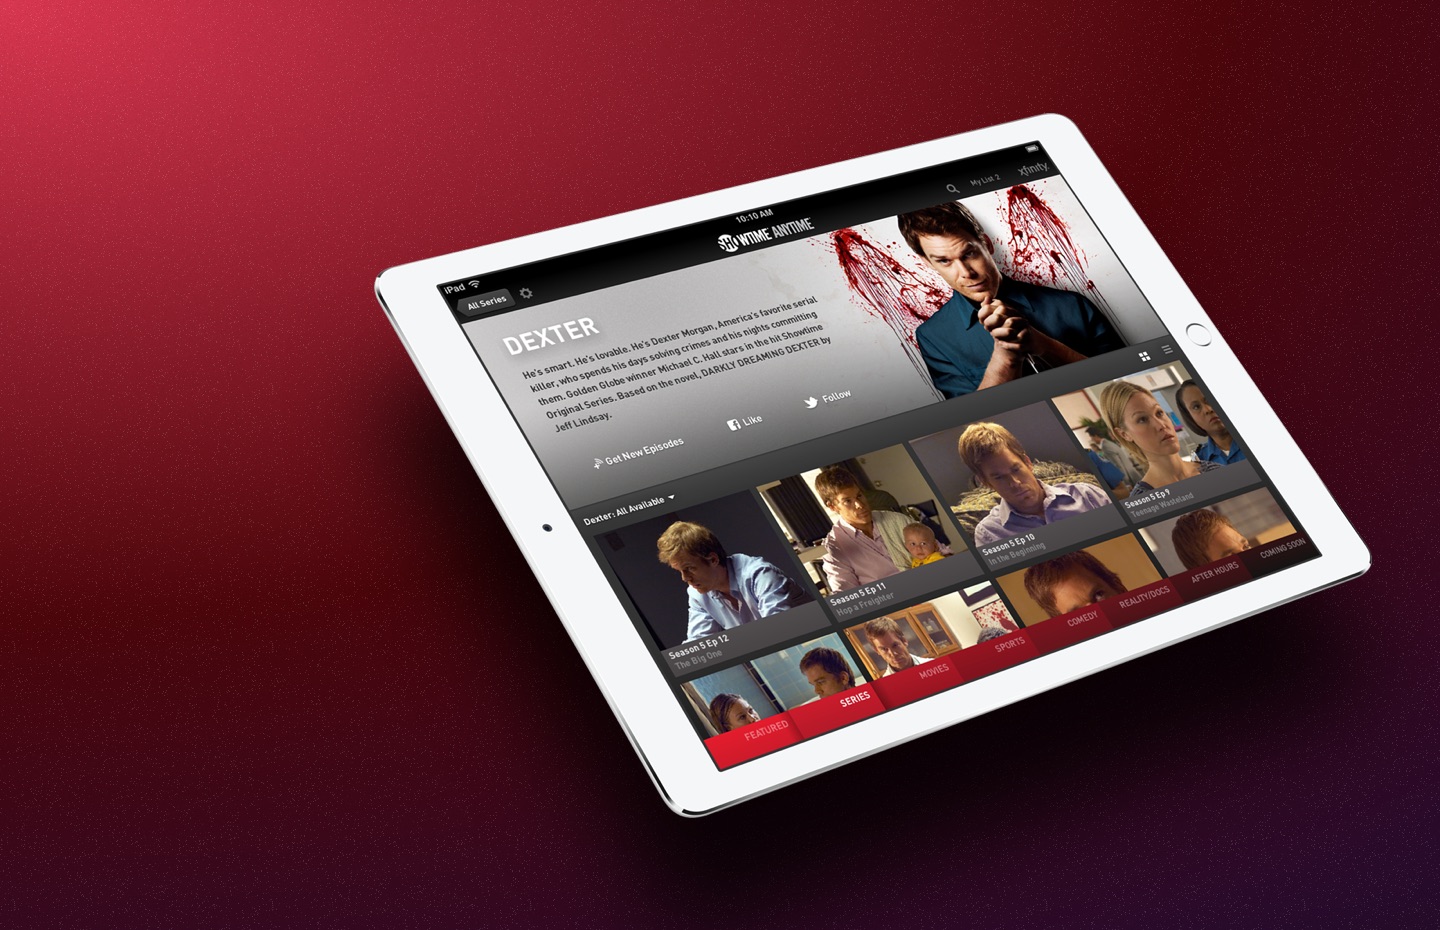 iPad
10:10 AM
All Series
SHOWTIME ANYTIME
My List 2
xfinity
DEXTER
He's smart. He's lovable. He's Dexter Morgan, America's favorite serial
killer, who spends his days solving crimes and his nights committing
them. Golden Globe winner Michael C. Hall stars in the hit Showtime
Original Series. Based on the novel, DARKLY DREAMING DEXTER by
Jeff Lindsay.
Get New Episodes
Like
Follow
Dexter: All Available
Season 5 Ep 12
The Big One
Season 5 Ep 11
Hop a Freighter
Season 5 Ep 10
In the Beginning
Season 5 Ep 9
Teenage Wasteland
FEATURED
SERIES
MOVIES
SPORTS
COMEDY
REALITY/DOCS
AFTER HOURS
COMING SOON